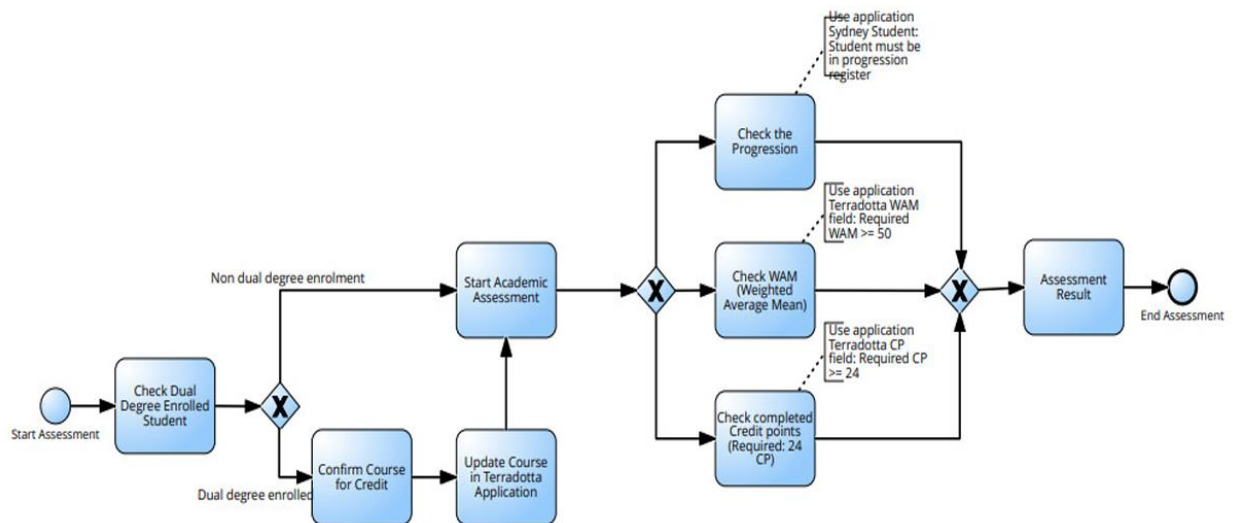 Use application
Sydney Student:
Student must be
in progression
register
Check the
Progression
Use application
Terradotta WAM
field: Required
WAM >= 50
Non dual degree enrolment
Start Academic
Assessment
Check WAM
(Weighted
Average Mean)
Assessment
Result
End Assessment
Use application
Terradotta CP
field: Required CP
>= 24
Check Dual
Degree Enrolled
Student
Start Assessment
Check completed
Credit points
(Required: 24
CP)
Confirm Course
for Credit
Update Course
in Terradotta
Application
Dual degree enrolled